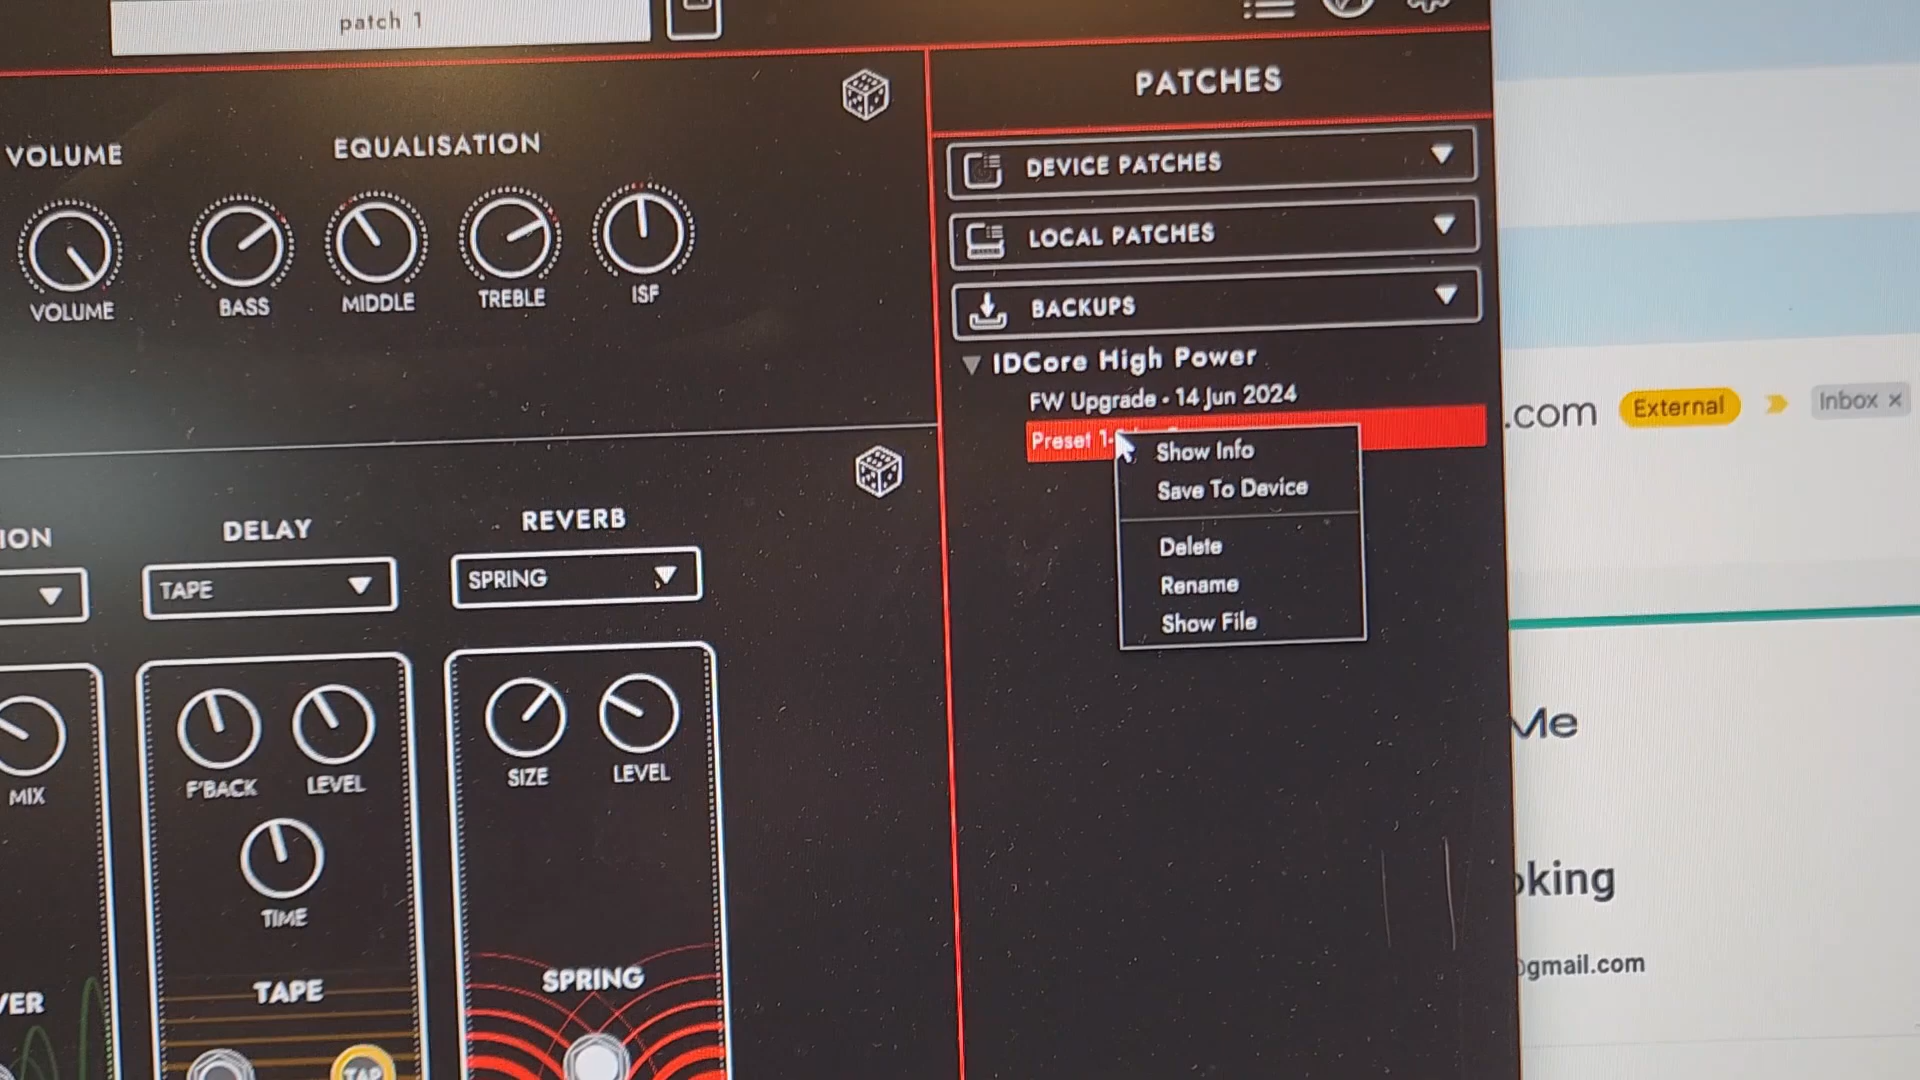 patch 1
PATCHES
VOLUME
EQUALISATION
DEVICE PATCHES
LOCAL PATCHES
BACKUPS
VOLUME
BASS
MIDDLE
TREBLE
ISF
IDCore High Power
FW Upgrade - 14 Jun 2024
Preset 1-
Show Info
Save To Device
Delete
Rename
Show File
.com
External
Inbox ×
ION
DELAY
REVERB
TAPE
SPRING
MIX
F'BACK
LEVEL
TIME
SIZE
LEVEL
VER
TAPE
SPRING
TAP
Me
oking
@gmail.com